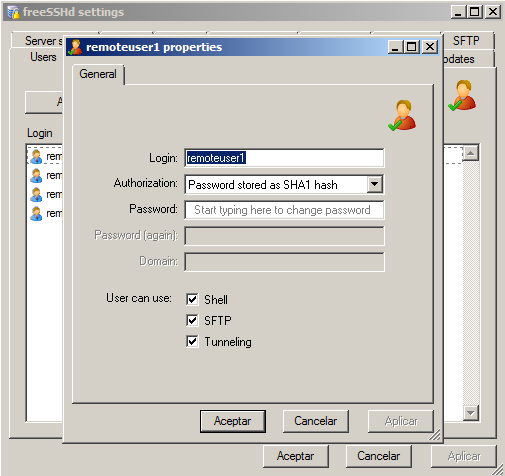 freeSSHd settings
Server s
SFTP
Users
pdates
A
Login
rem
rem
rem
rem
remoteuser1 properties
General
Login:
remoteuser1
Authorization:
Password stored as SHA1 hash
Password:
Start typing here to change password
Password (again):
Domain:
User can use:
Shell
SFTP
Tunneling
Aceptar
Cancelar
Aplicar
Aceptar
Cancelar
Aplicar